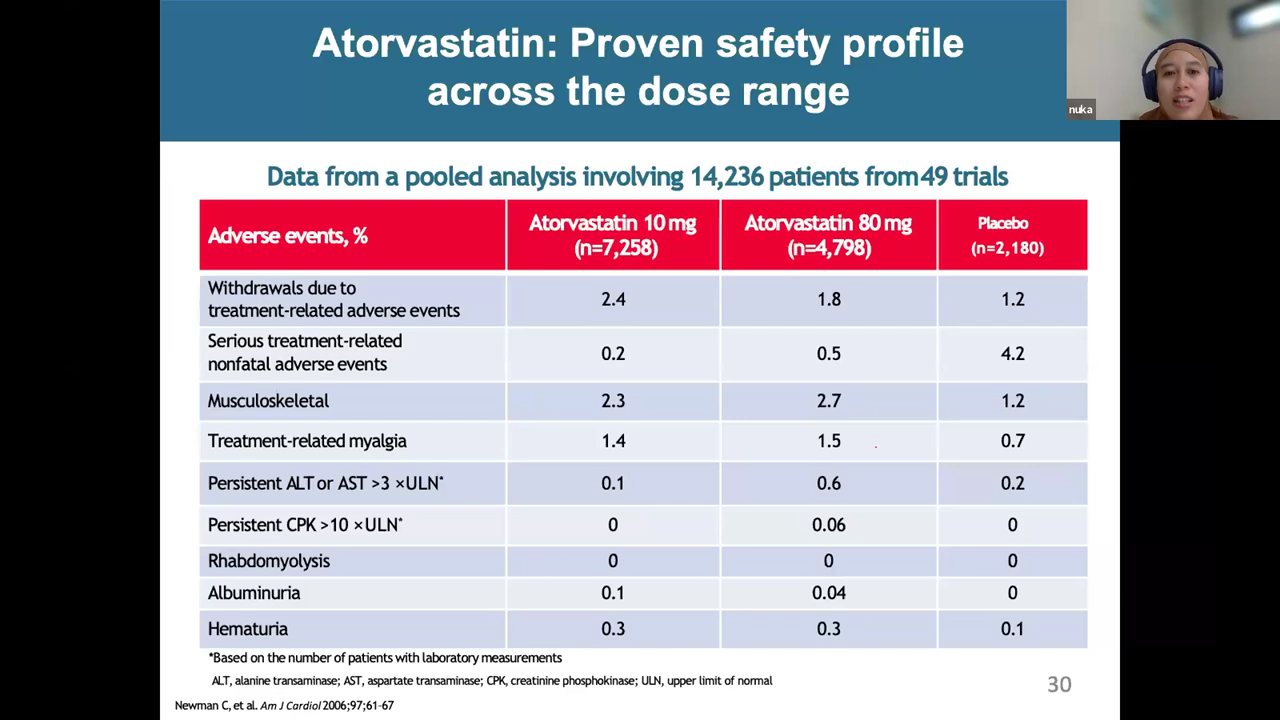 Atorvastatin: Proven safety profile
across the dose range
nuka
Data from a pooled analysis involving 14,236 patients from 49 trials
Adverse events, %
Atorvastatin 10 mg
(n=7,258)
Atorvastatin 80 mg
(n=4,798)
Placebo
(n=2,180)
Withdrawals due to
treatment-related adverse events
2.4
1.8
1.2
Serious treatment-related
nonfatal adverse events
0.2
0.5
4.2
Musculoskeletal
2.3
2.7
1.2
Treatment-related myalgia
1.4
1.5
0.7
Persistent ALT or AST >3 ×ULN*
0.1
0.6
0.2
Persistent CPK >10 ×ULN*
0
0.06
0
Rhabdomyolysis
0
0
0
Albuminuria
0.1
0.04
0
Hematuria
0.3
0.3
0.1
*Based on the number of patients with laboratory measurements
ALT, alanine transaminase; AST, aspartate transaminase; CPK, creatinine phosphokinase; ULN, upper limit of normal
30
Newman C, et al. Am J Cardiol 2006;97;61–67